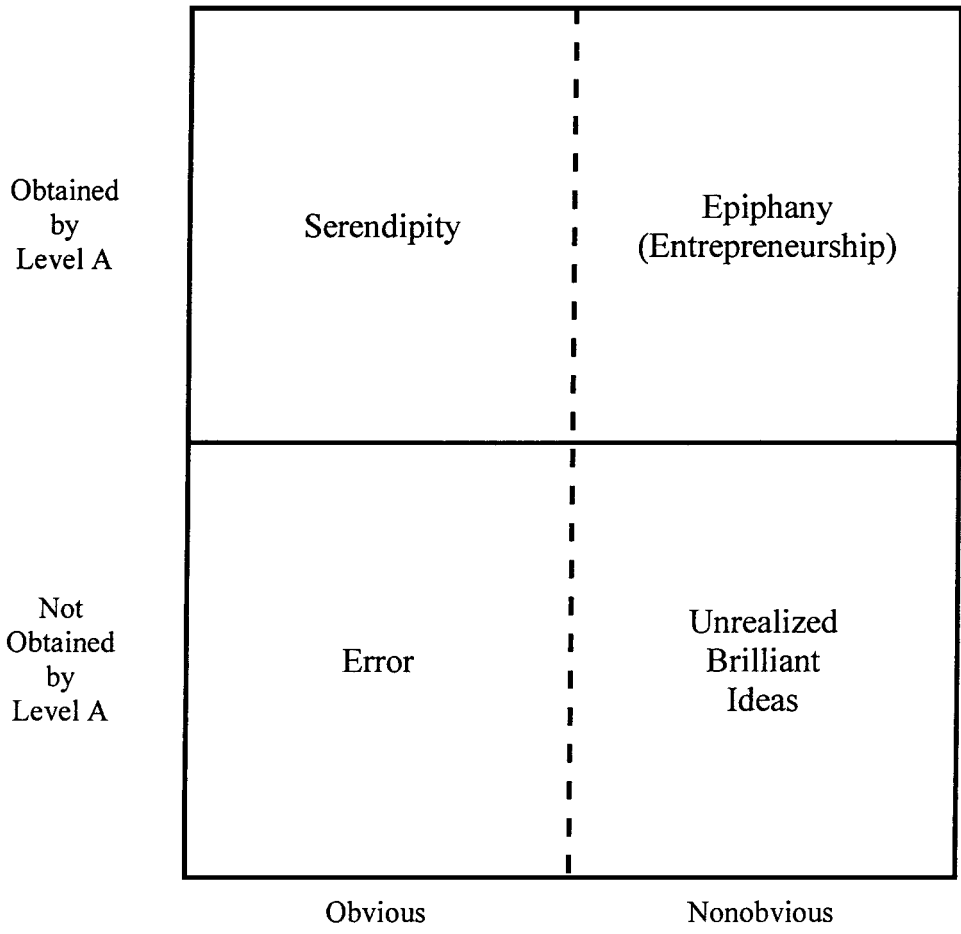 Obtained
by
Level A
Serendipity
Epiphany
(Entrepreneurship)
Not
Obtained
by
Level A
Error
Unrealized
Brilliant
Ideas
Obvious
Nonobvious